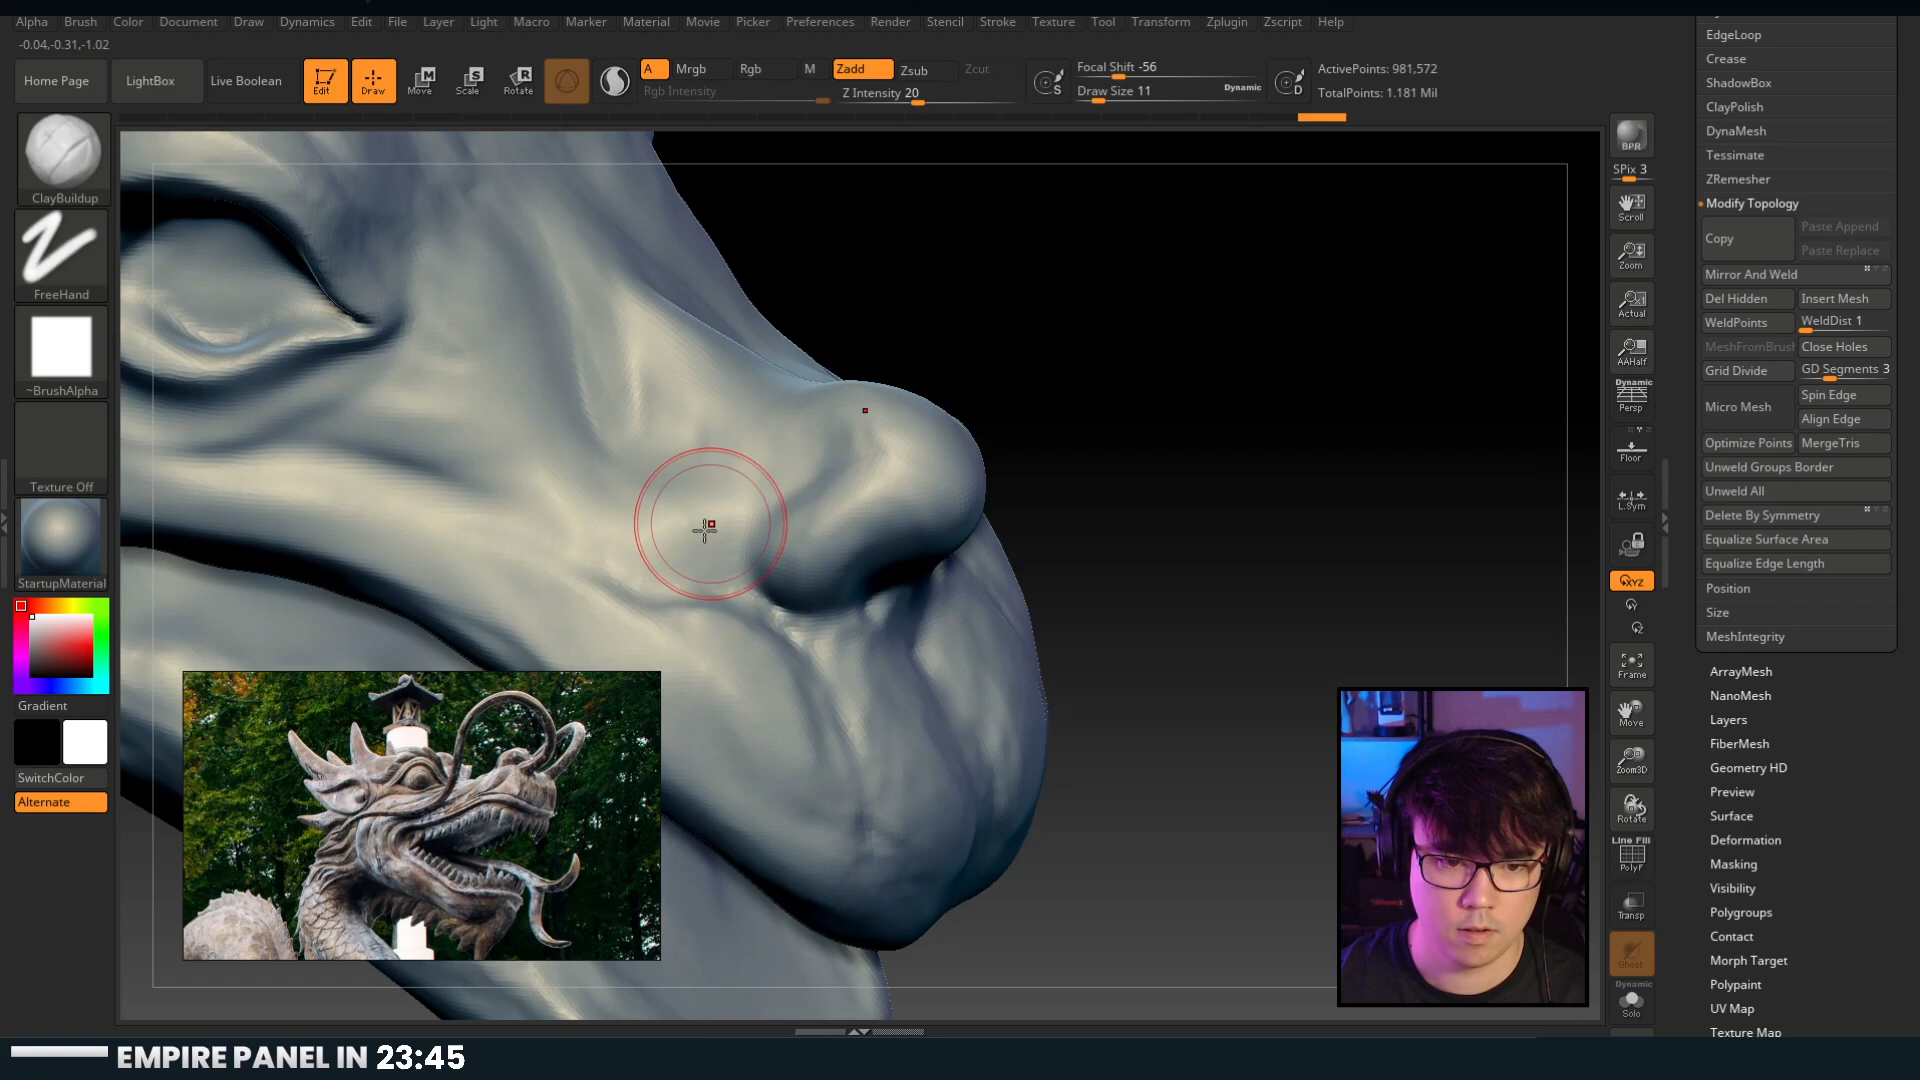 Alpha Brush Color Document Draw Dynamics Edit File Layer Light Macro Marker Material Movie Picker Preferences Render Stencil Stroke Texture Tool Transform Zplugin Zscript Help
-0.04,-0.31,-1.02
Home Page
LightBox
Live Boolean
Edit
Draw
Move
Scale
Rotate
A
Mrgb
Rgb
M
Zadd
Zsub
Zcut
Rgb Intensity
Z Intensity 20
Focal Shift -56
Draw Size 11
Dynamic
S
D
ActivePoints: 981,572
TotalPoints: 1.181 Mil
ClayBuildup
FreeHand
~BrushAlpha
Texture Off
StartupMaterial
Gradient
SwitchColor
Alternate
BPR
SPix 3
Scroll
Zoom
Actual
AAHalf
Dynamic
Persp
Floor
L.Sym
XYZ
Frame
Move
Zoom3D
Rotate
Line Fill
PolyF
Transp
Ghost
Dynamic
Solo
EdgeLoop
Crease
ShadowBox
ClayPolish
DynaMesh
Tessimate
ZRemesher
Modify Topology
Copy
Paste Append
Paste Replace
Mirror And Weld
Del Hidden
Insert Mesh
WeldPoints
WeldDist 1
MeshFromBrush
Close Holes
Grid Divide
GD Segments 3
Micro Mesh
Spin Edge
Align Edge
Optimize Points
MergeTris
Unweld Groups Border
Unweld All
Delete By Symmetry
Equalize Surface Area
Equalize Edge Length
Position
Size
MeshIntegrity
ArrayMesh
NanoMesh
Layers
FiberMesh
Geometry HD
Preview
Surface
Deformation
Masking
Visibility
Polygroups
Contact
Morph Target
Polypaint
UV Map
Texture Map
EMPIRE PANEL IN 23:45